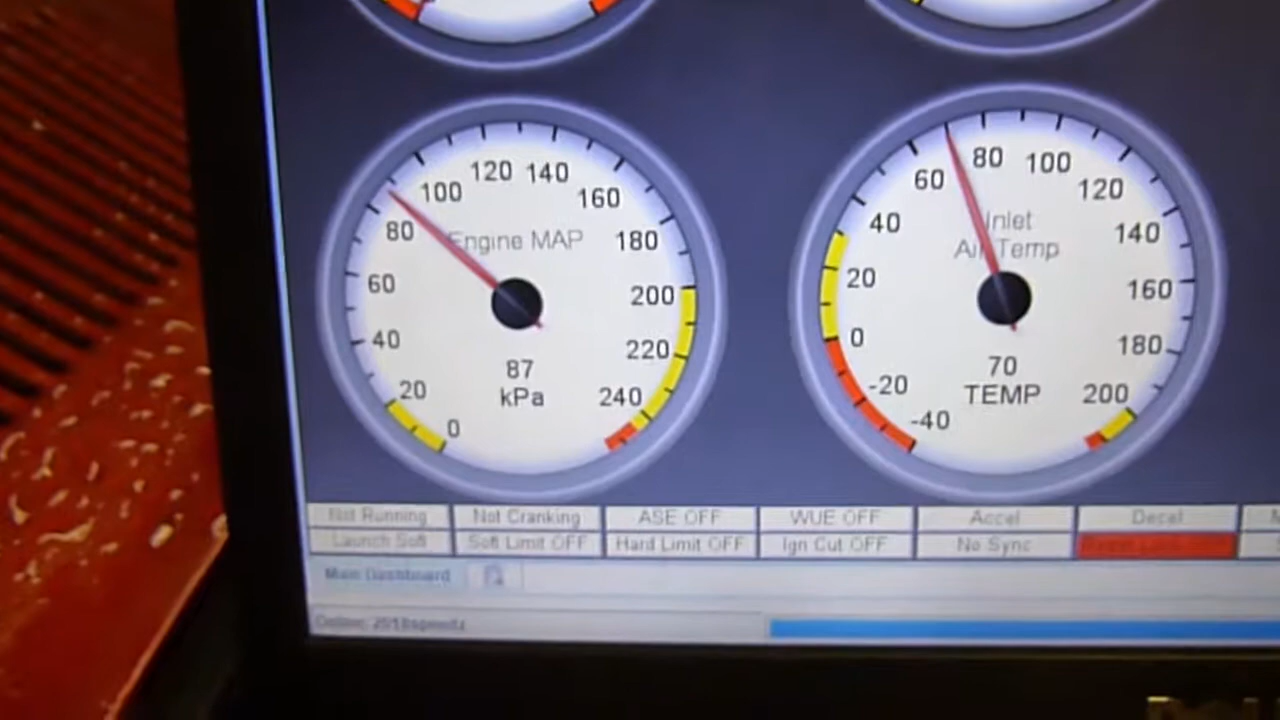 120 140
100 160
80 180
60 200
40 220
20 240
0
Engine MAP
87
kPa
80 100
60 120
40 140
20 160
0 180
-20 200
-40
Inlet
Air Temp
70
TEMP
Not Running Not Cranking ASE OFF WUE OFF Accel Decel
Launch Soft Soft Limit OFF Hard Limit OFF Ign Cut OFF No Sync
Main Dashboard
Online: